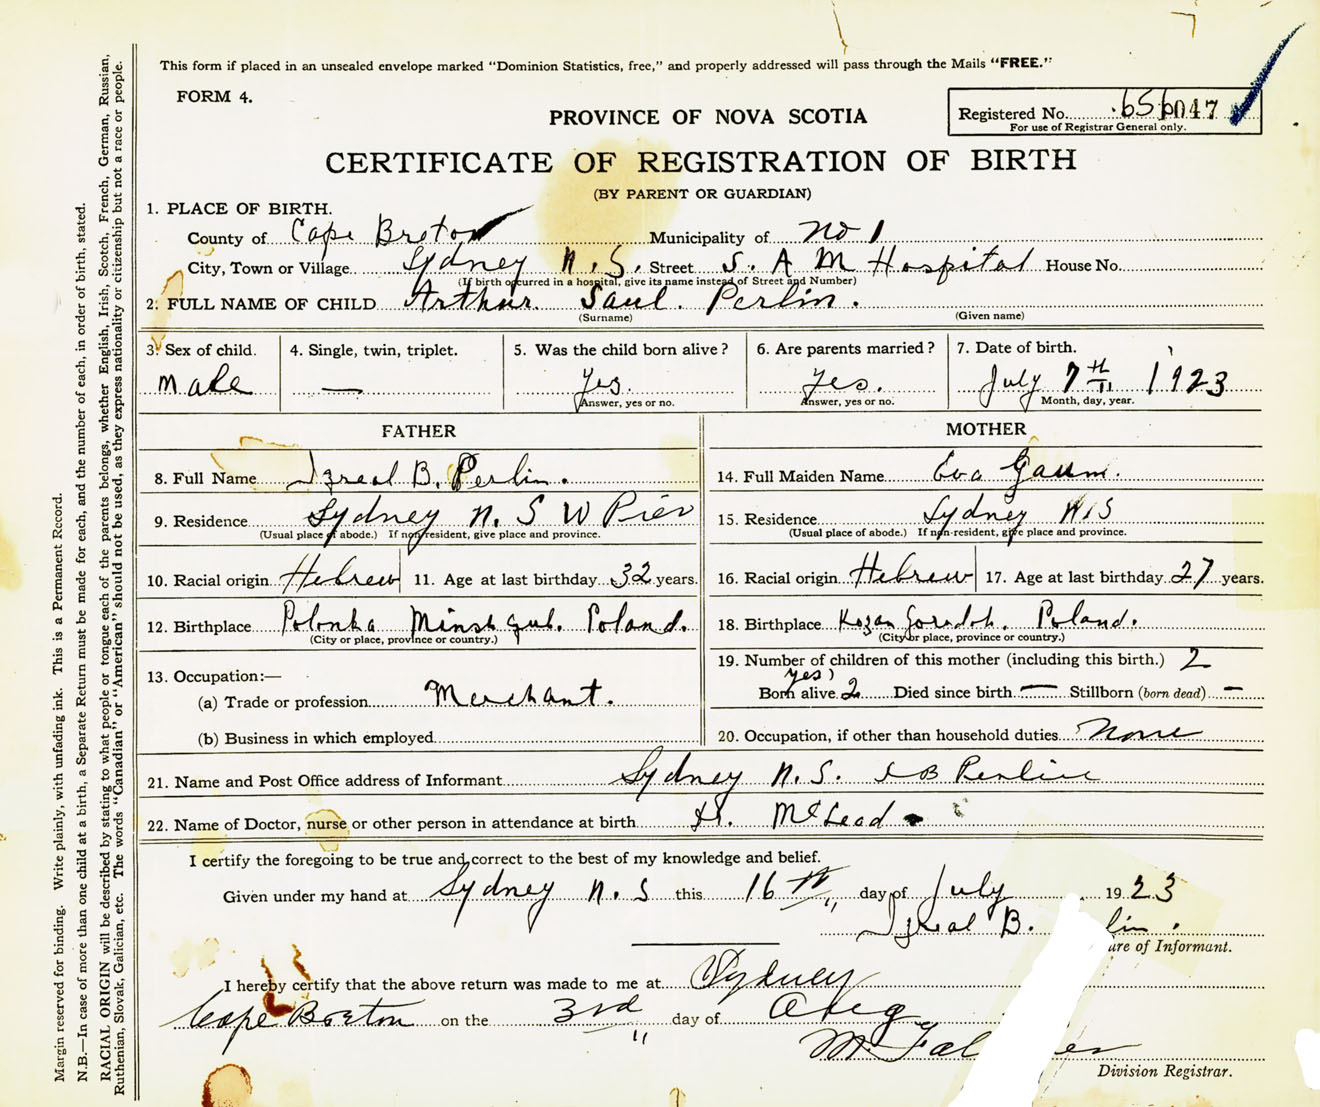 This form if placed in an unsealed envelope marked "Dominion Statistics, free," and properly addressed will pass through the Mails "FREE."
FORM 4.
PROVINCE OF NOVA SCOTIA
Registered No. 047
For use of Registrar General only.
CERTIFICATE OF REGISTRATION OF BIRTH
(BY PARENT OR GUARDIAN)
1. PLACE OF BIRTH.
County of Cape Breton Municipality of No 1
City, Town or Village Sydney N.S. Street S. A M Hospital House No.
(If birth occurred in a hospital, give its name instead of Street and Number)
2. FULL NAME OF CHILD Arthur Saul Perlin.
(Surname) (Given name)
3. Sex of child. 4. Single, twin, triplet. 5. Was the child born alive? 6. Are parents married? 7. Date of birth.
Male — Yes. Yes. July 7th 1923
Answer, yes or no. Answer, yes or no. Month, day, year.
FATHER
8. Full Name Izreal B. Perlin.
9. Residence Sydney N. S W Pier
(Usual place of abode.) If non-resident, give place and province.
10. Racial origin Hebrew 11. Age at last birthday 32 years.
12. Birthplace Polonka Minsk gub. Poland.
(City or place, province or country.)
13. Occupation:—
(a) Trade or profession Merchant.
(b) Business in which employed
MOTHER
14. Full Maiden Name Eva Gaum.
15. Residence Sydney N.S
(Usual place of abode.) If non-resident, give place and province.
16. Racial origin Hebrew 17. Age at last birthday 27 years.
18. Birthplace Kozan Poland.
(City or place, province or country.)
19. Number of children of this mother (including this birth.) 2
yes)
Born alive 2 Died since birth — Stillborn (born dead) —
20. Occupation, if other than household duties None
21. Name and Post Office address of Informant Sydney N. S. I B Perlin
22. Name of Doctor, nurse or other person in attendance at birth Dr. McLeod
I certify the foregoing to be true and correct to the best of my knowledge and belief.
Given under my hand at Sydney N. S this 16th day of July 1923
Izreal B. lin.
ure of Informant.
I hereby certify that the above return was made to me at Sydney
Cape Breton on the 3rd day of Aug
M. Fal
Division Registrar.
Margin reserved for binding. Write plainly, with unfading ink. This is a Permanent Record.
N.B.—In case of more than one child at a birth, a Separate Return must be made for each, and the number of each, in order of birth, stated.
RACIAL ORIGIN will be described by stating to what people or tongue each of the parents belongs, whether English, Irish, Scotch, French, German, Russian,
Ruthenian, Slovak, Galician, etc. The words "Canadian" or "American" should not be used, as they express nationality or citizenship but not a race or people.